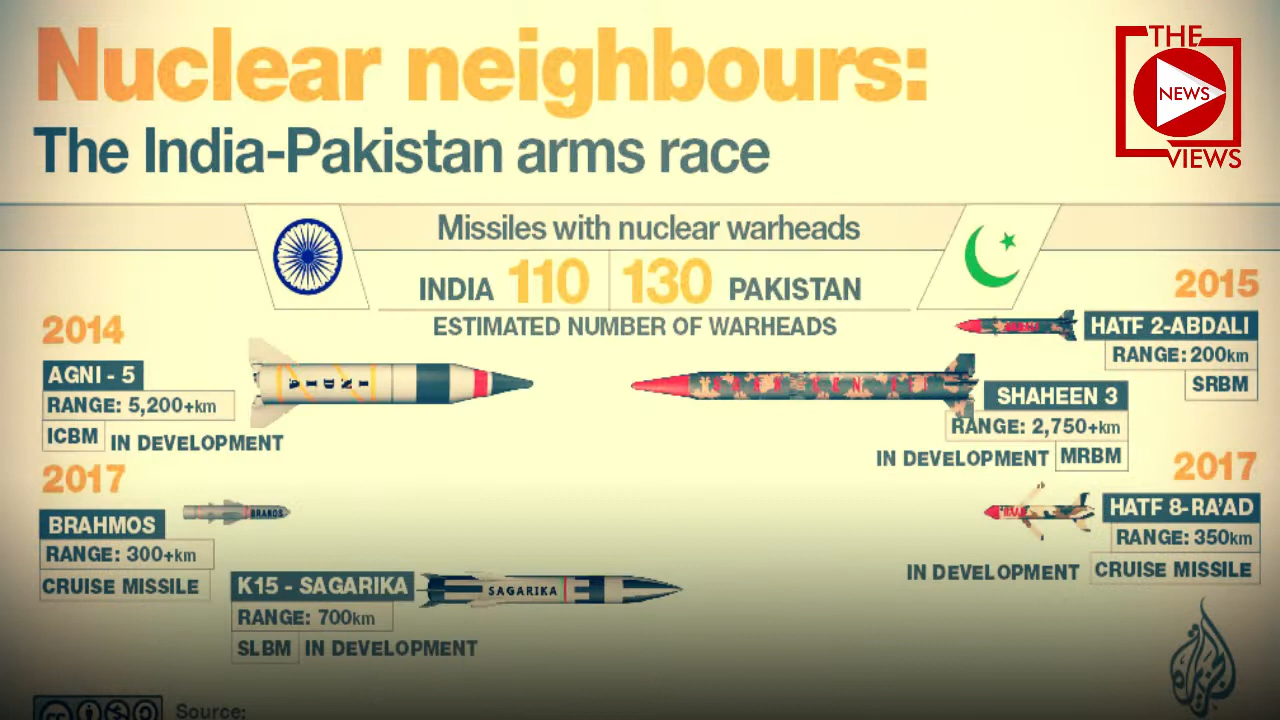 Nuclear neighbours:
The India-Pakistan arms race
THE
NEWS
VIEWS
Missiles with nuclear warheads
INDIA 110 130 PAKISTAN
ESTIMATED NUMBER OF WARHEADS
2014
AGNI - 5
RANGE: 5,200+km
ICBM IN DEVELOPMENT
INDIA
2017
BRAHMOS
RANGE: 300+km
CRUISE MISSILE
K15 - SAGARIKA
RANGE: 700km
SLBM IN DEVELOPMENT
SAGARIKA
2015
HATF 2-ABDALI
RANGE: 200km
SRBM
SHAHEEN 3
RANGE: 2,750+km
IN DEVELOPMENT MRBM
2017
HATF 8-RA'AD
RANGE: 350km
IN DEVELOPMENT CRUISE MISSILE
الجزيرة
cc
Source: